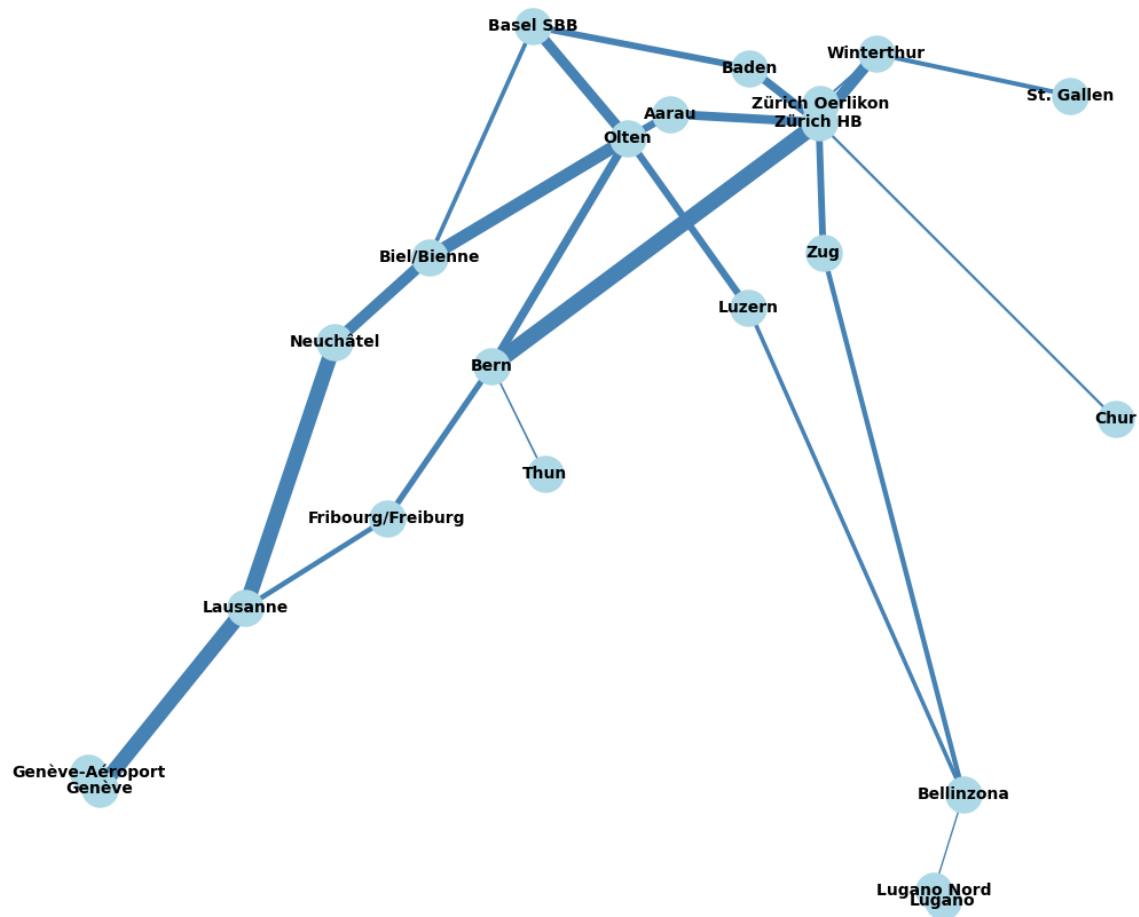 Basel SBB
Winterthur
Baden
St. Gallen
Zürich Oerlikon
Aarau
Zürich HB
Olten
Zug
Biel/Bienne
Luzern
Neuchâtel
Bern
Chur
Thun
Fribourg/Freiburg
Lausanne
Genève-Aéroport
Genève
Bellinzona
Lugano Nord
Lugano